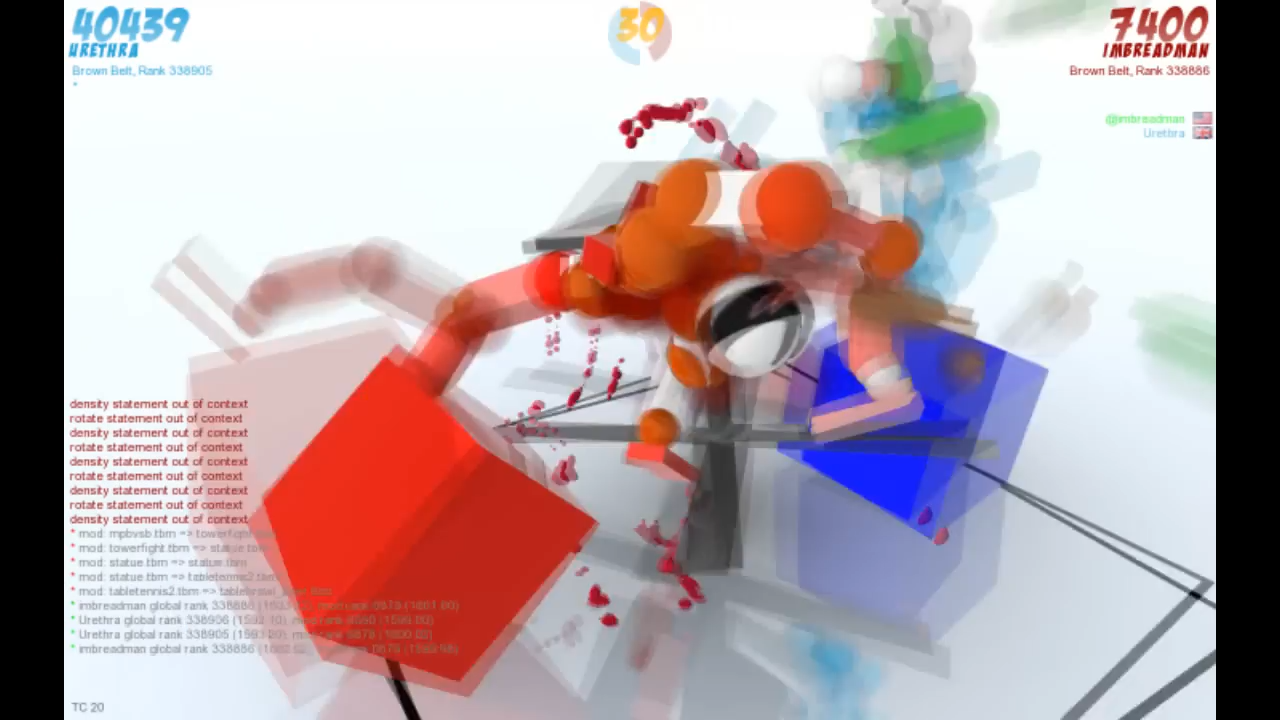 40439
URETHRA
Brown Belt, Rank 338905
30
7400
IMBREADMAN
Brown Belt, Rank 338886
@imbreadman
Urethra
density statement out of context
rotate statement out of context
density statement out of context
rotate statement out of context
density statement out of context
rotate statement out of context
density statement out of context
rotate statement out of context
density statement out of context
* mod: mpbvsb.tbm => towerfight.tbm
* mod: towerfight.tbm => statue.tbm
* mod: statue.tbm => statue.tbm
* mod: statue.tbm => tabletennis2.tbm
* mod: tabletennis2.tbm =>
* imbreadman global rank 338886
* Urethra global rank 338906
* Urethra global rank 338905
* imbreadman global rank 338886
TC 20